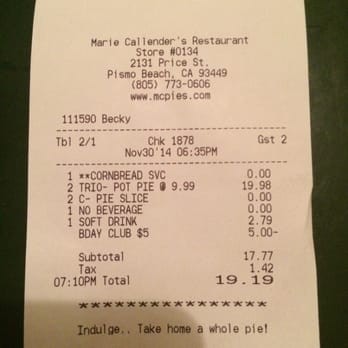 Marie Callender's Restaurant
Store #0134
2131 Price St.
Pismo Beach, CA 93449
(805) 773-0606
www.mcpies.com
111590 Becky
Tbl 2/1 Chk 1878 Gst 2
Nov30'14 06:35PM
1 **CORNBREAD SVC 0.00
2 TRIO- POT PIE @ 9.99 19.98
2 C- PIE SLICE 0.00
1 NO BEVERAGE 0.00
1 SOFT DRINK 2.79
BDAY CLUB $5 5.00-
Subtotal 17.77
Tax 1.42
07:10PM Total 19.19
****************
Indulge.. Take home a whole pie!